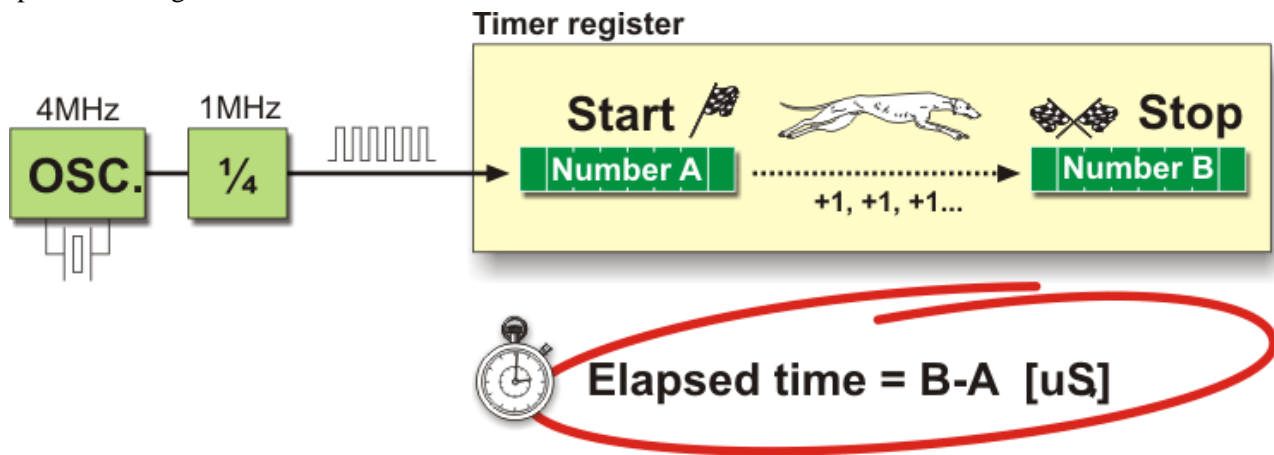 Timer register
4MHz
1MHz
Start
Stop
OSC.
¼
Number A
Number B
+1, +1, +1...
Elapsed time = B-A [uS,]